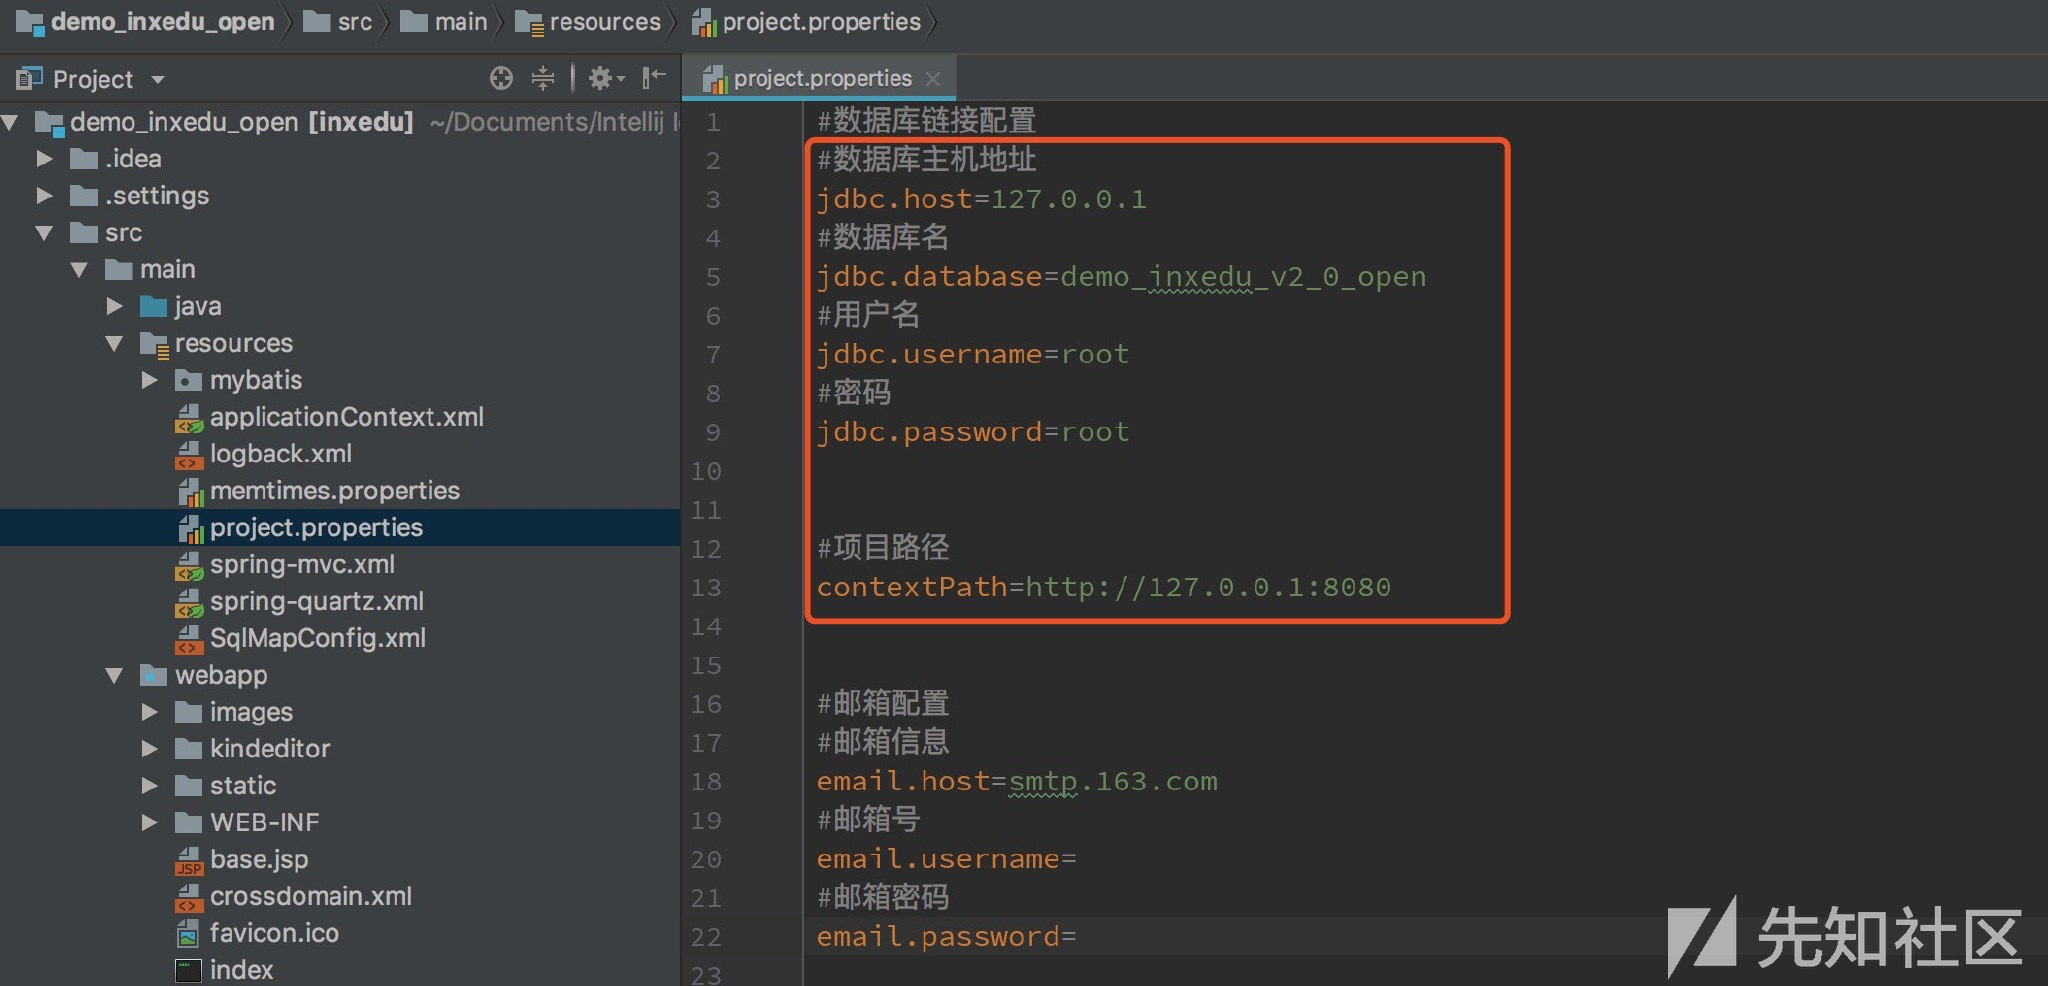 demo_inxedu_open src main resources project.properties
Project
project.properties
demo_inxedu_open [inxedu] ~/Documents/Intellij
.idea
.settings
src
main
java
resources
mybatis
applicationContext.xml
logback.xml
memtimes.properties
project.properties
spring-mvc.xml
spring-quartz.xml
SqlMapConfig.xml
webapp
images
kindeditor
static
WEB-INF
base.jsp
crossdomain.xml
favicon.ico
index
1 #数据库链接配置
2 #数据库主机地址
3 jdbc.host=127.0.0.1
4 #数据库名
5 jdbc.database=demo_inxedu_v2_0_open
6 #用户名
7 jdbc.username=root
8 #密码
9 jdbc.password=root
10
11
12 #项目路径
13 contextPath=http://127.0.0.1:8080
14
15
16 #邮箱配置
17 #邮箱信息
18 email.host=smtp.163.com
19 #邮箱号
20 email.username=
21 #邮箱密码
22 email.password=
23
先知社区